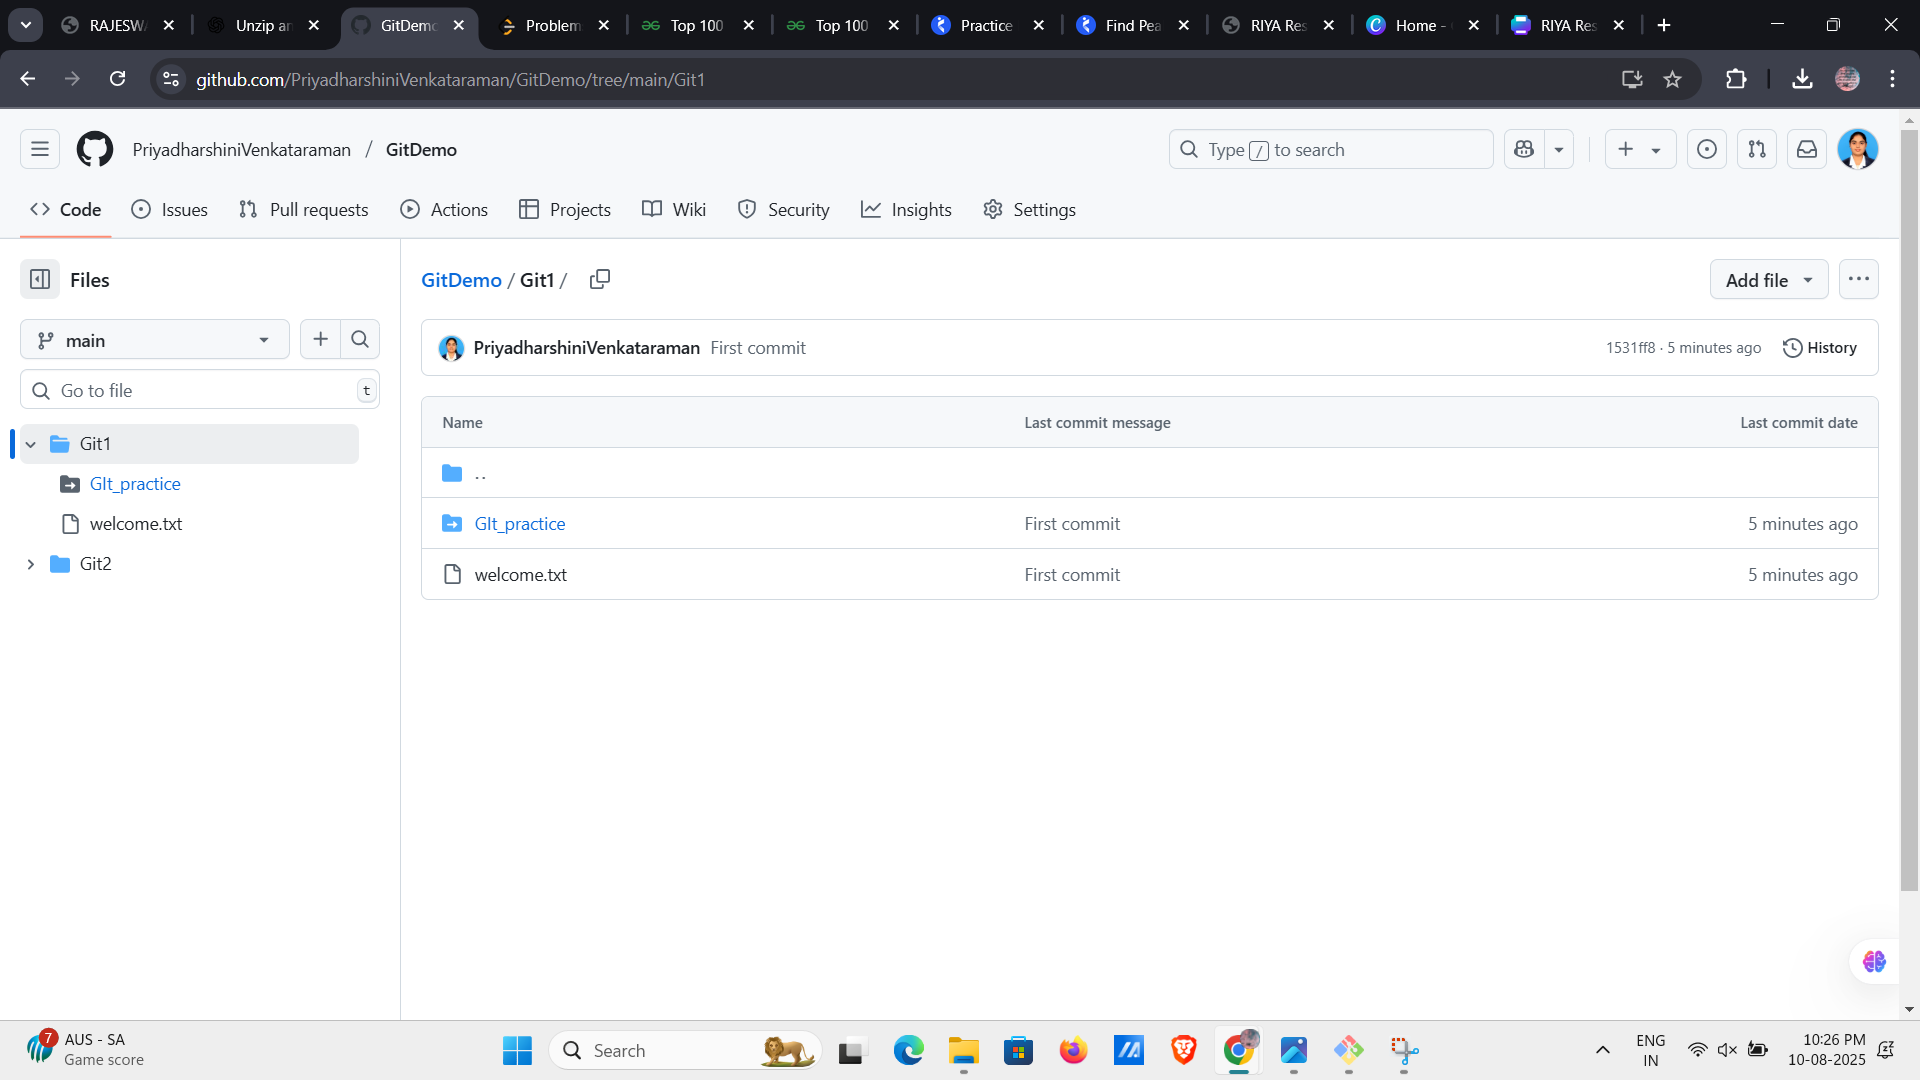 RAJESWA
Unzip an
GitDemo
Problem
Top 100
Top 100
Practice
Find Pea
RIYA Res
Home -
RIYA Res
github.com/PriyadharshiniVenkataraman/GitDemo/tree/main/Git1
PriyadharshiniVenkataraman / GitDemo
Type / to search
Code
Issues
Pull requests
Actions
Projects
Wiki
Security
Insights
Settings
Files
GitDemo / Git1 /
Add file
main
PriyadharshiniVenkataraman First commit
1531ff8 · 5 minutes ago
History
Go to file
t
Name
Last commit message
Last commit date
Git1
GIt_practice
welcome.txt
Git2
..
GIt_practice
First commit
5 minutes ago
welcome.txt
First commit
5 minutes ago
7
AUS - SA
Game score
Search
ENG
IN
10:26 PM
10-08-2025